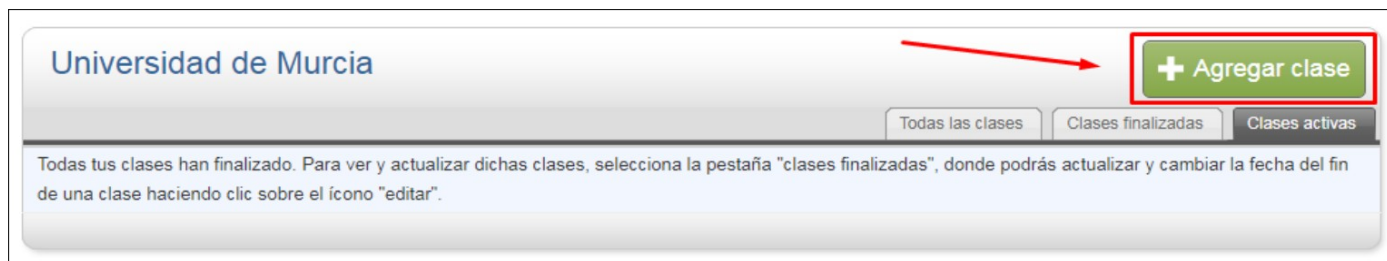 Universidad de Murcia
+ Agregar clase
Todas las clases
Clases finalizadas
Clases activas
Todas tus clases han finalizado. Para ver y actualizar dichas clases, selecciona la pestaña "clases finalizadas", donde podrás actualizar y cambiar la fecha del fin
de una clase haciendo clic sobre el ícono "editar".